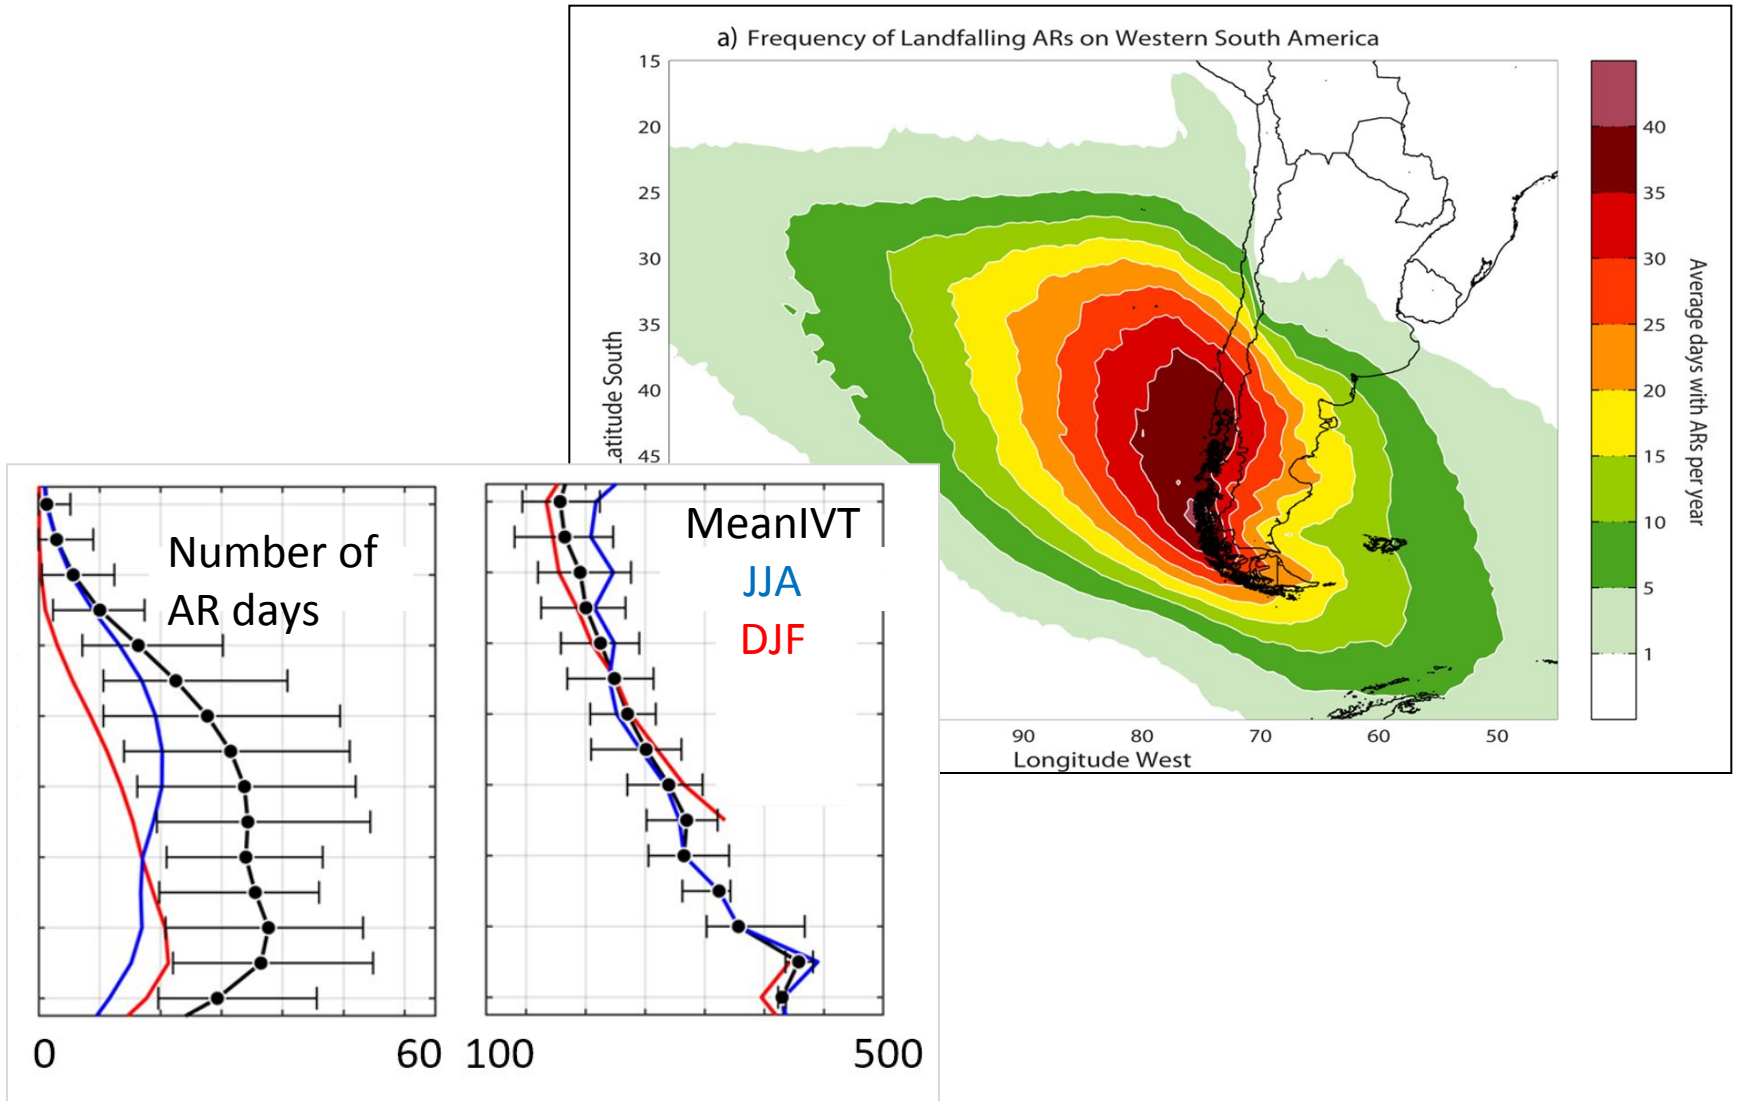 a) Frequency of Landfalling ARs on Western South America
15
20
25
30
35
40
45
Latitude South
90
80
70
60
50
Longitude West
40
35
30
25
20
15
10
5
1
Average days with ARs per year
Number of
AR days
0
60
MeanIVT
JJA
DJF
100
500